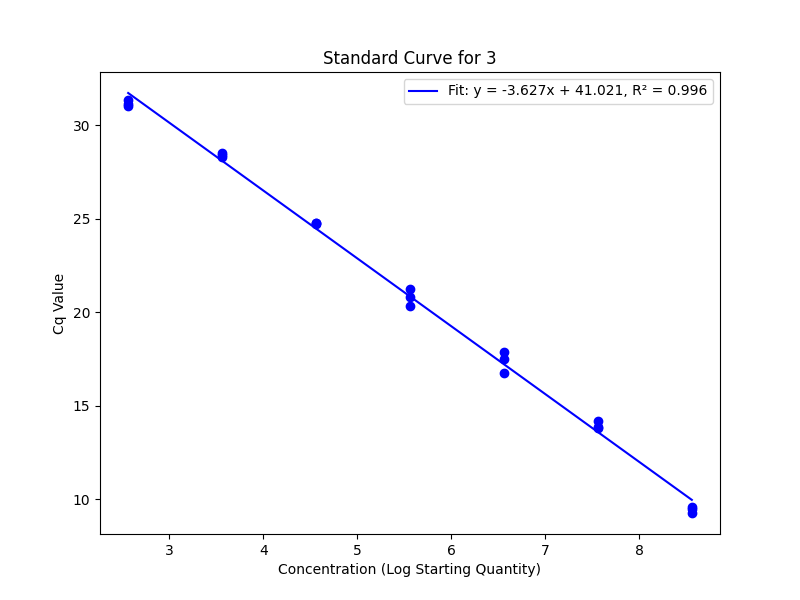 Standard Curve for 3
Fit: y = -3.627x + 41.021, R² = 0.996
Cq Value
30
25
20
15
10
3 4 5 6 7 8
Concentration (Log Starting Quantity)